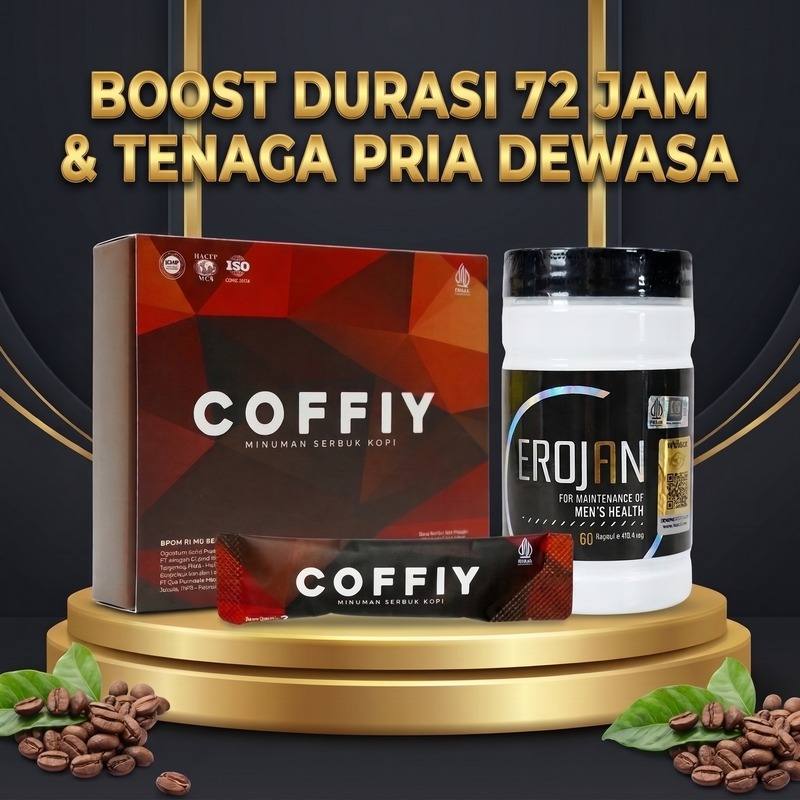 BOOST DURASI 72 JAM
& TENAGA PRIA DEWASA
HACCP
ISO
COFFIY
MINUMAN SERBUK KOPI
BPOM RI MD
COFFIY
MINUMAN SERBUK KOPI
EROJAN
FOR MAINTENANCE OF
MEN'S HEALTH
60